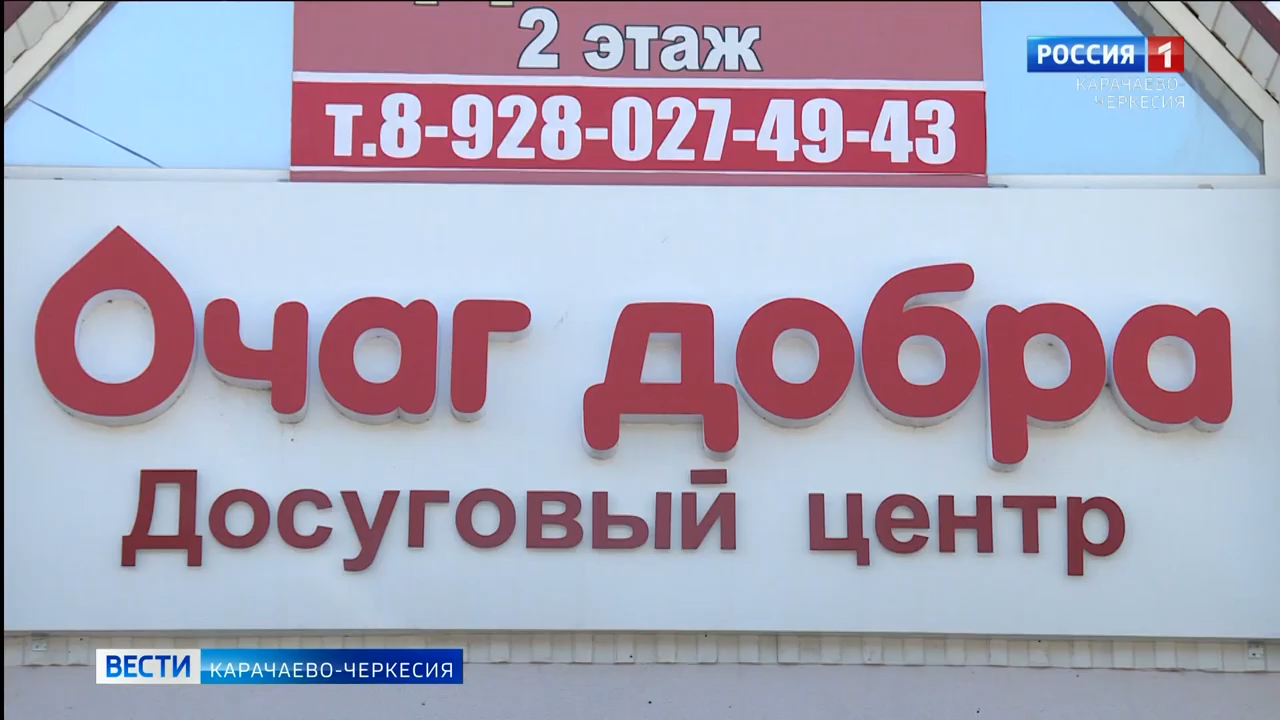 2 этаж
РОССИЯ 1
КАРАЧАЕВО-
ЧЕРКЕСИЯ
т.8-928-027-49-43
Очаг добра
Досуговый центр
ВЕСТИ КАРАЧАЕВО-ЧЕРКЕСИЯ